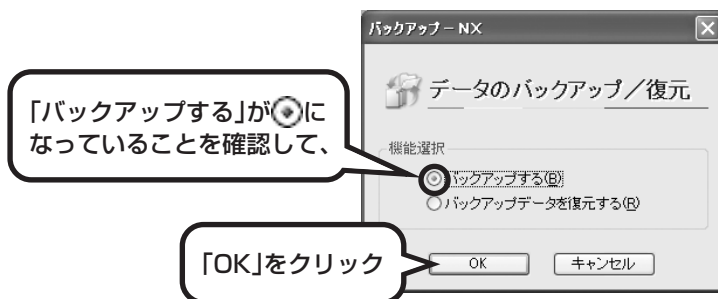 バックアップ－NX
データのバックアップ／復元
「バックアップする」が◉に
なっていることを確認して、
機能選択
バックアップする(B)
バックアップデータを復元する(R)
「OK」をクリック
OK
キャンセル